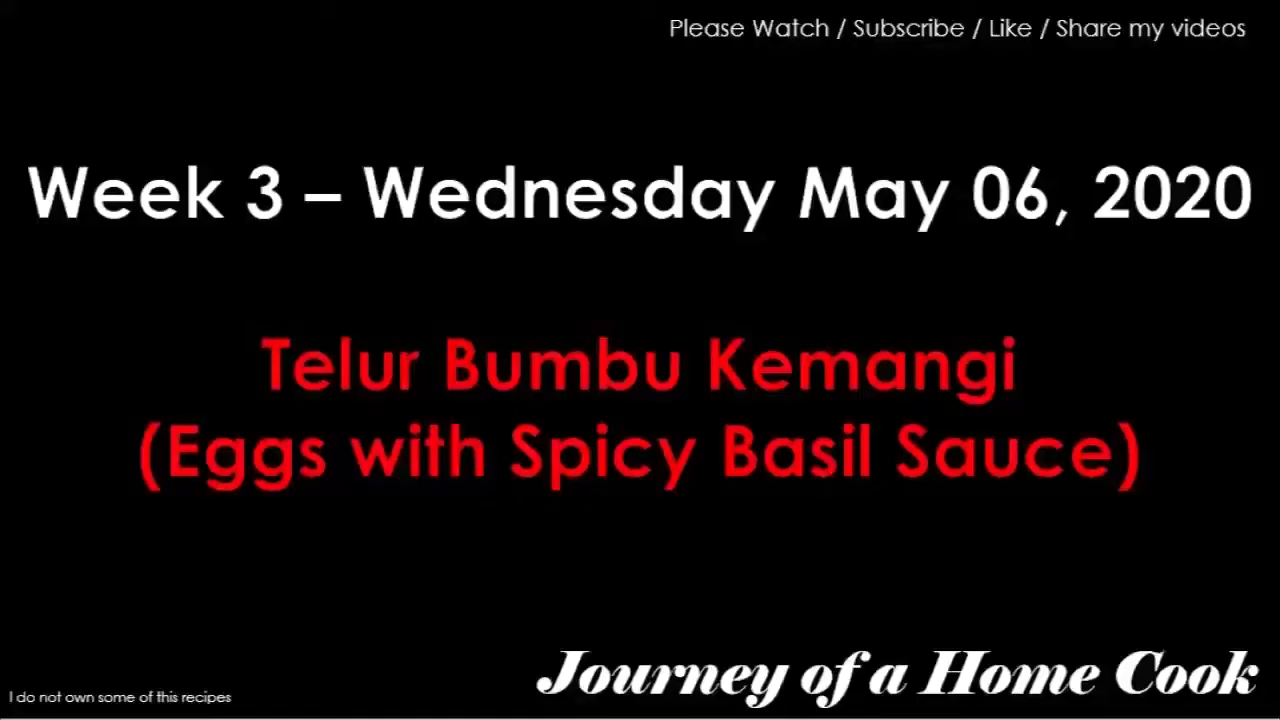 Please Watch / Subscribe / Like / Share my videos
Week 3 – Wednesday May 06, 2020
Telur Bumbu Kemangi
(Eggs with Spicy Basil Sauce)
Journey of a Home Cook
I do not own some of this recipes